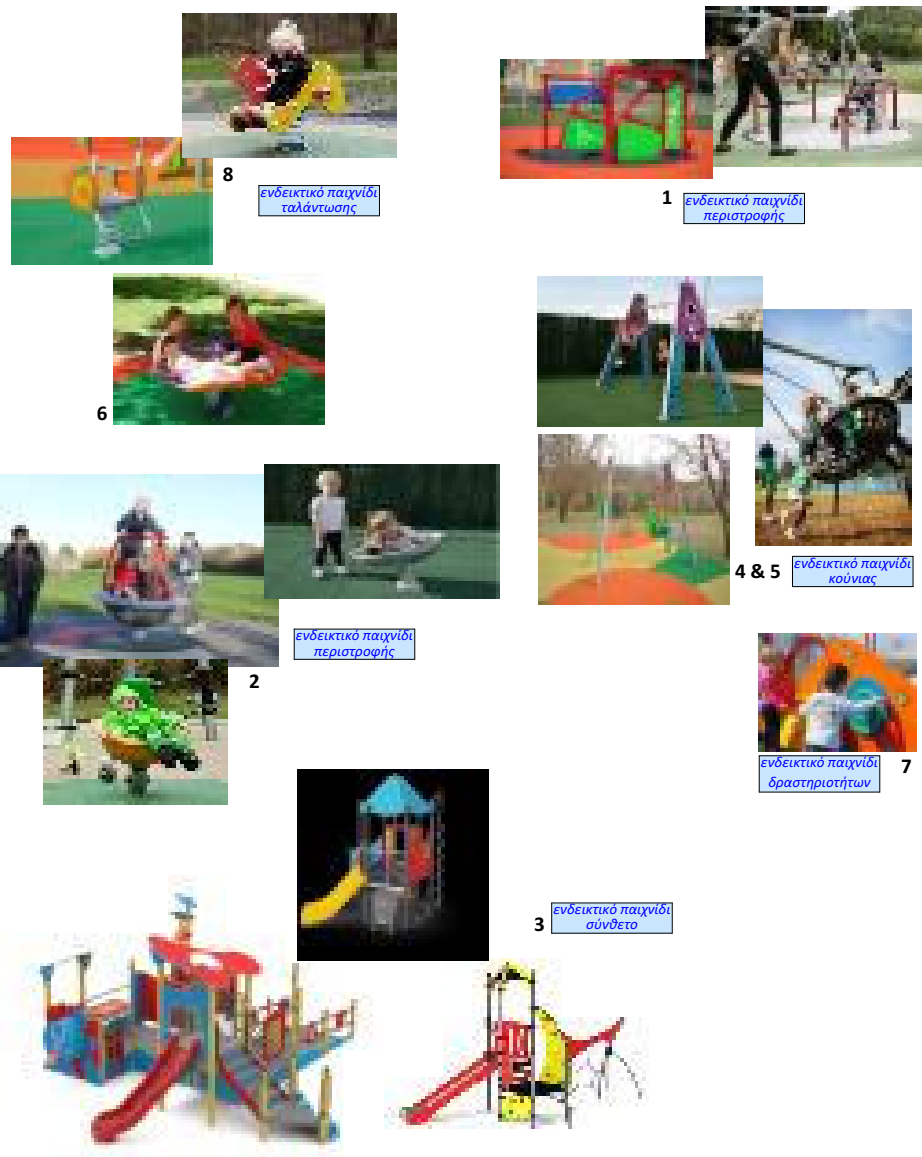 8
ενδεικτικό παιχνίδι
ταλάντωσης
1
ενδεικτικό παιχνίδι
περιστροφής
6
4 & 5
ενδεικτικό παιχνίδι
κούνιας
ενδεικτικό παιχνίδι
περιστροφής
2
ενδεικτικό παιχνίδι
δραστηριοτήτων
7
3
ενδεικτικό παιχνίδι
σύνθετο